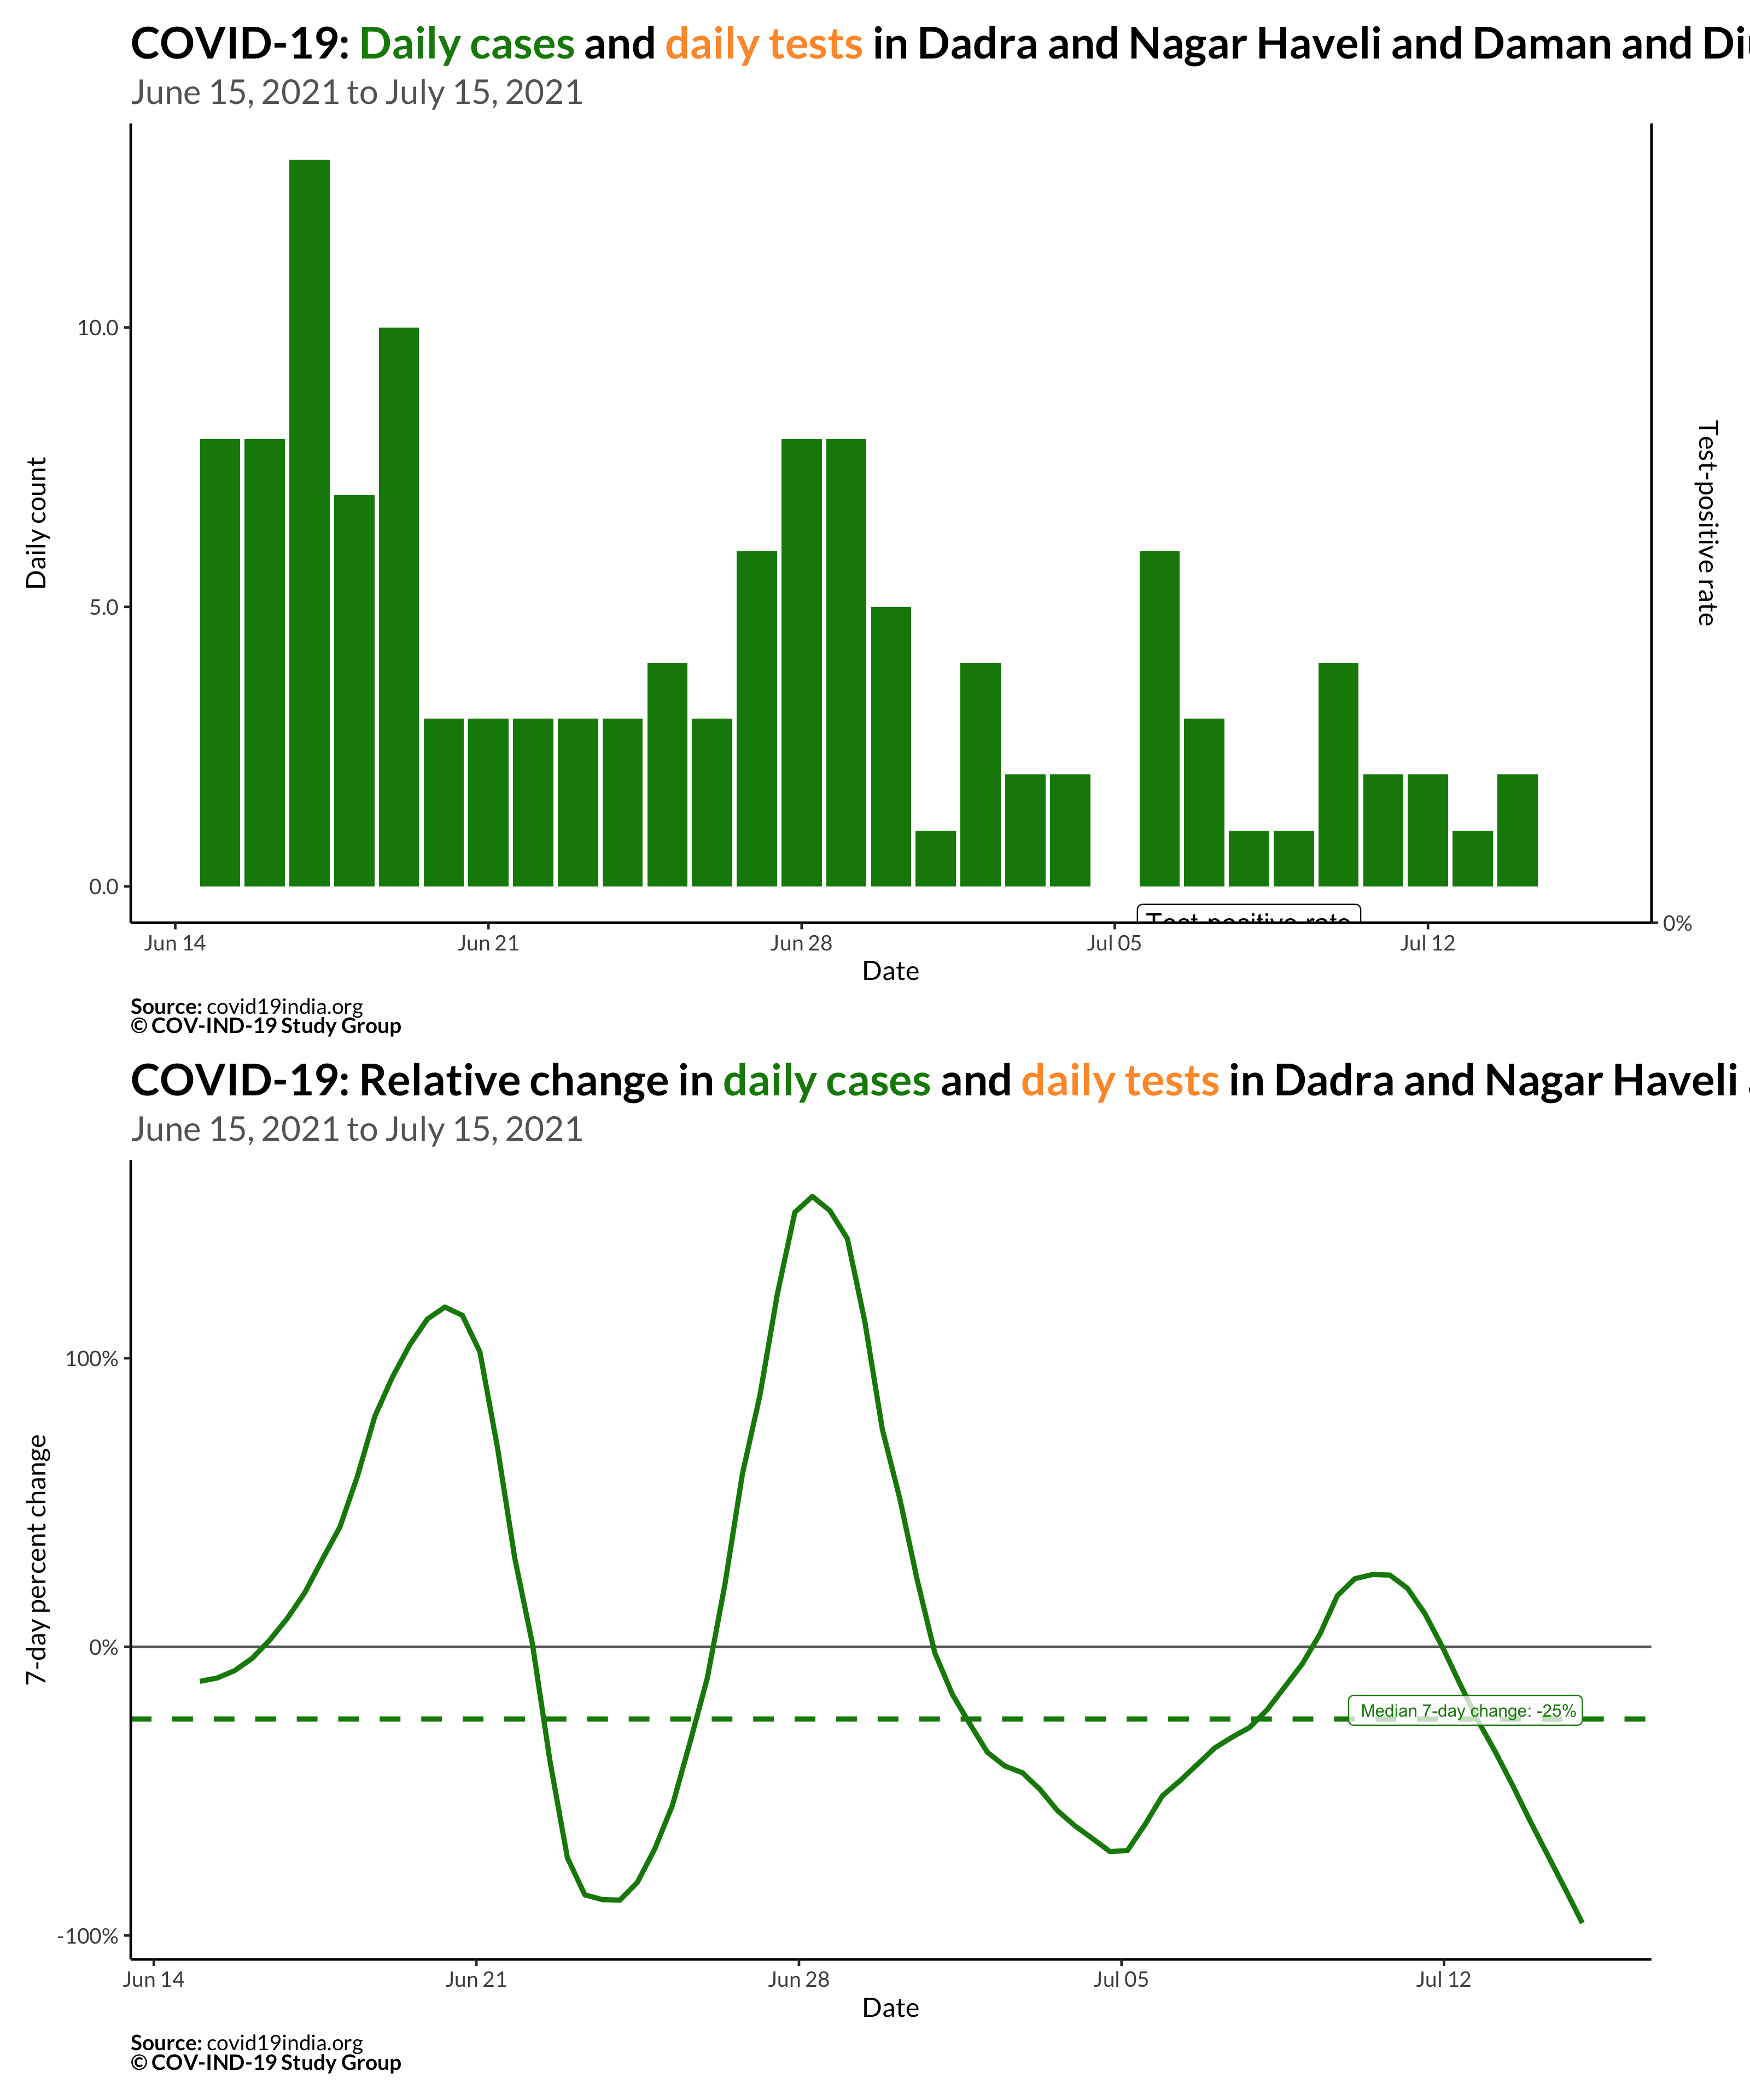 COVID-19: Daily cases and daily tests in Dadra and Nagar Haveli and Daman and Diu
June 15, 2021 to July 15, 2021
Daily count
10.0
5.0
0.0
Test-positive rate
Test-positive rate
0%
Jun 14 Jun 21 Jun 28 Jul 05 Jul 12
Date
Source: covid19india.org
© COV-IND-19 Study Group
COVID-19: Relative change in daily cases and daily tests in Dadra and Nagar Haveli
June 15, 2021 to July 15, 2021
7-day percent change
100%
0%
-100%
Median 7-day change: -25%
Jun 14 Jun 21 Jun 28 Jul 05 Jul 12
Date
Source: covid19india.org
© COV-IND-19 Study Group